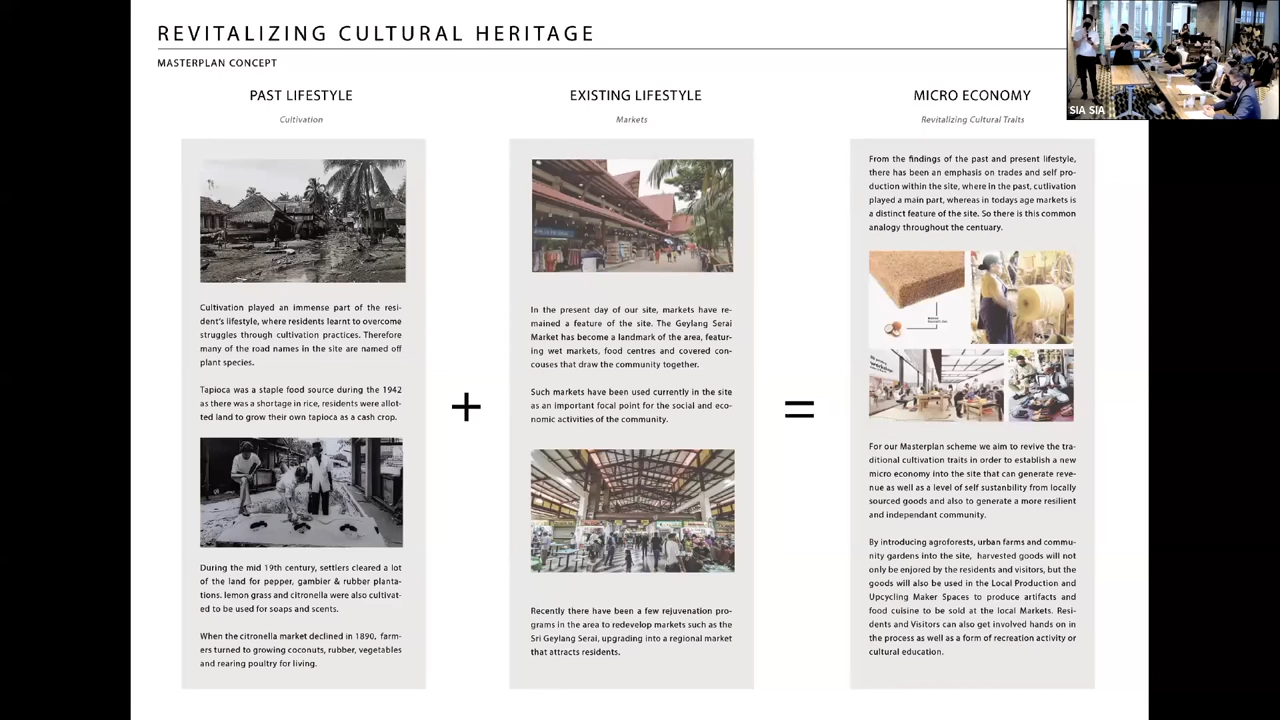 REVITALIZING CULTURAL HERITAGE
MASTERPLAN CONCEPT
PAST LIFESTYLE
Cultivation
Cultivation played an immense part of the resi-
dent's lifestyle, where residents learnt to overcome
struggles through cultivation practices. Therefore
many of the road names in the site are named off
plant species.
Tapioca was a staple food source during the 1942
as there was a shortage in rice, residents were allot-
ted land to grow their own tapioca as a cash crop.
During the mid 19th century, settlers cleared a lot
of the land for pepper, gambier & rubber planta-
tions. lemon grass and citronella were also cultivat-
ed to be used for soaps and scents.
When the citronella market declined in 1890, farm-
ers turned to growing coconuts, rubber, vegetables
and rearing poultry for living.
+
EXISTING LIFESTYLE
Markets
In the present day of our site, markets have re-
mained a feature of the site. The Geylang Serai
Market has become a landmark of the area, featur-
ing wet markets, food centres and covered con-
couses that draw the community together.
Such markets have been used currently in the site
as an important focal point for the social and eco-
nomic activities of the community.
Recently there have been a few rejuvenation pro-
grams in the area to redevelop markets such as the
Sri Geylang Serai, upgrading into a regional market
that attracts residents.
=
MICRO ECONOMY
Revitalizing Cultural Traits
From the findings of the past and present lifestyle,
there has been an emphasis on trades and self pro-
duction within the site, where in the past, cutlivation
played a main part, whereas in todays age markets is
a distinct feature of the site. So there is this common
analogy throughout the centuary.
For our Masterplan scheme we aim to revive the tra-
ditional cultivation traits in order to establish a new
micro economy into the site that can generate reve-
nue as well as a level of self sustanbility from locally
sourced goods and also to generate a more resilient
and independant community.
By introducing agroforests, urban farms and commu-
nity gardens into the site, harvested goods will not
only be enjored by the residents and visitors, but the
goods will also be used in the Local Production and
Upcycling Maker Spaces to produce artifacts and
food cuisine to be sold at the local Markets. Resi-
dents and Visitors can also get involved hands on in
the process as well as a form of recreation activity or
cultural education.
SIA SIA